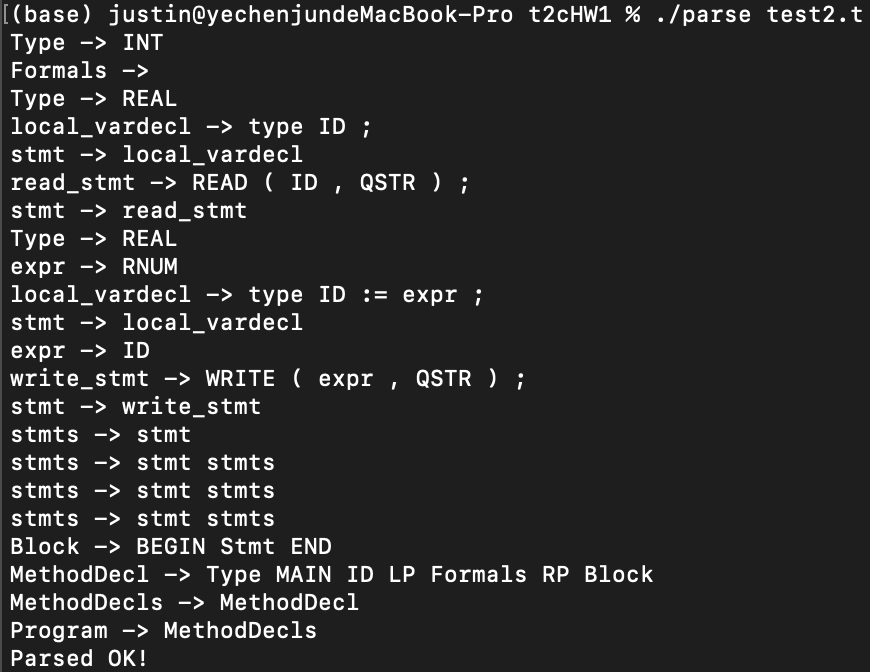 [(base) justin@yechenjundeMacBook-Pro t2cHW1 % ./parse test2.t
Type -> INT
Formals ->
Type -> REAL
local_vardecl -> type ID ;
stmt -> local_vardecl
read_stmt -> READ ( ID , QSTR ) ;
stmt -> read_stmt
Type -> REAL
expr -> RNUM
local_vardecl -> type ID := expr ;
stmt -> local_vardecl
expr -> ID
write_stmt -> WRITE ( expr , QSTR ) ;
stmt -> write_stmt
stmts -> stmt
stmts -> stmt stmts
stmts -> stmt stmts
stmts -> stmt stmts
Block -> BEGIN Stmt END
MethodDecl -> Type MAIN ID LP Formals RP Block
MethodDecls -> MethodDecl
Program -> MethodDecls
Parsed OK!